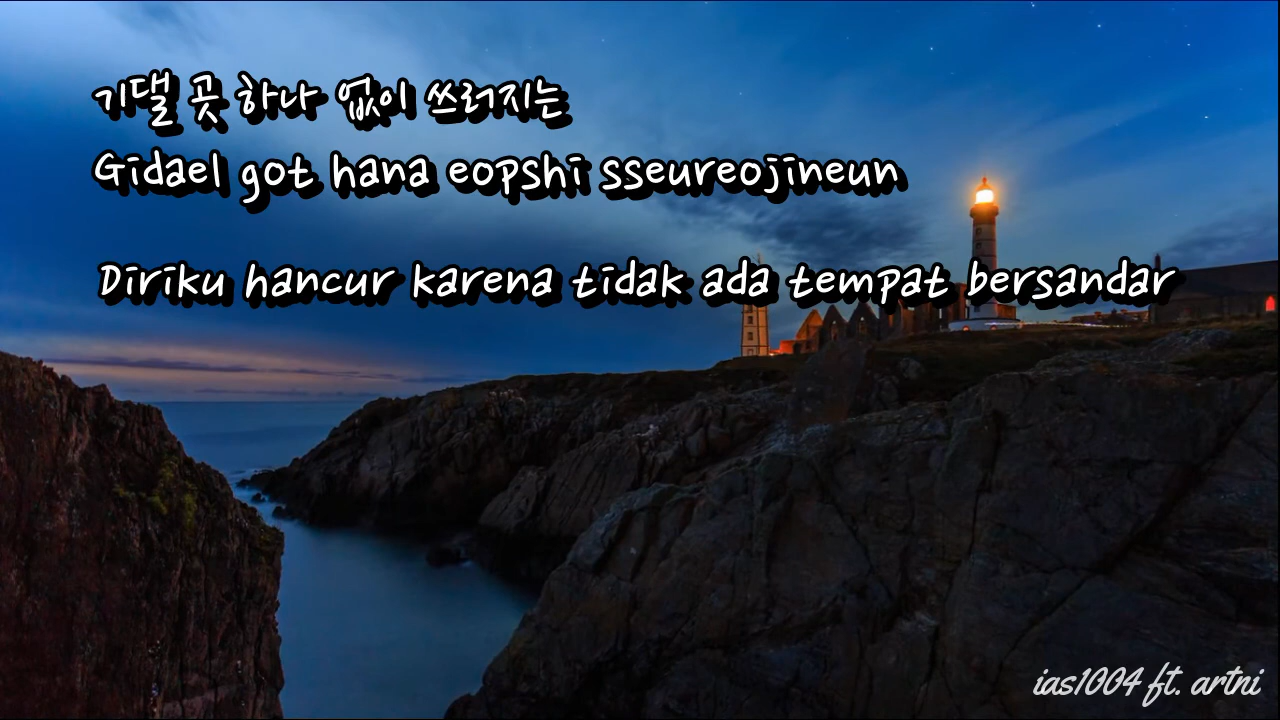 기댈 곳 하나 없이 쓰러지는
Gidael got hana eopshi sseureojineun
Diriku hancur karena tidak ada tempat bersandar
ias1004 ft. artni